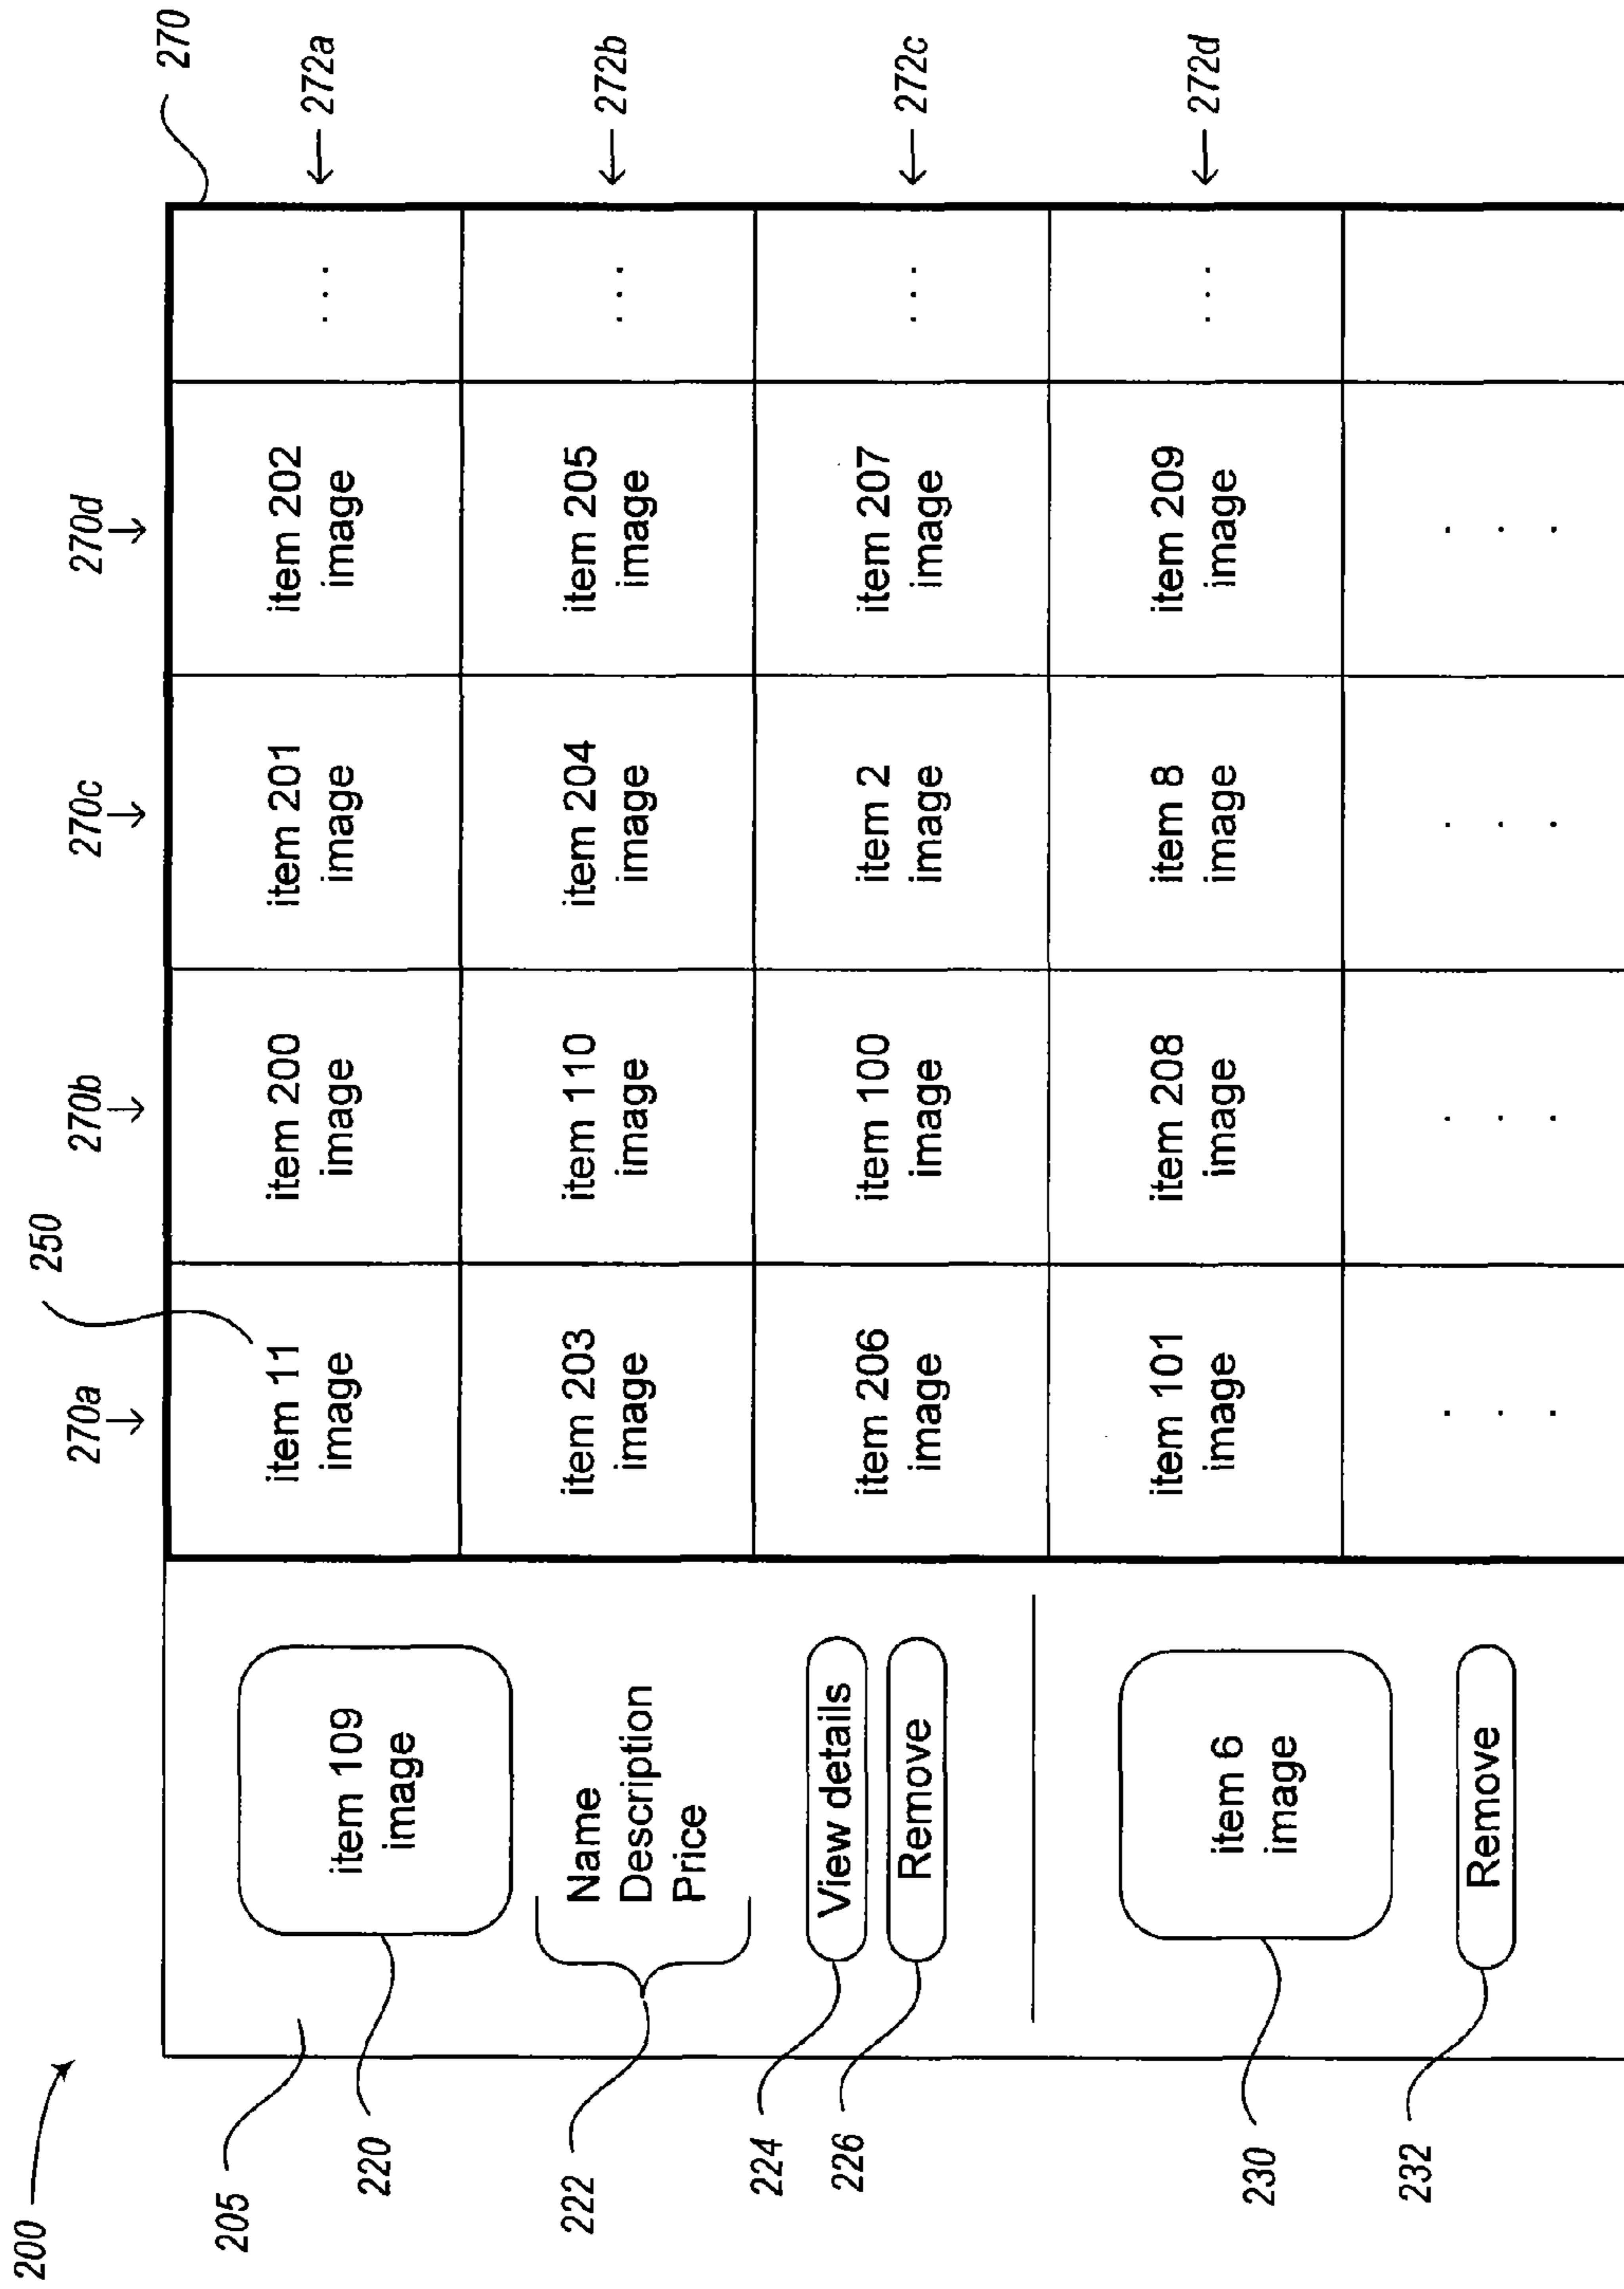 200
250
270a
270b
270c
270d
270
205
item 109
image
220
Name
Description
Price
222
View details
224
Remove
226
item 6
image
230
Remove
232
item 11
image
item 200
image
item 201
image
item 202
image
. . .
272a
item 203
image
item 110
image
item 204
image
item 205
image
. . .
272b
item 206
image
item 100
image
item 2
image
item 207
image
. . .
272c
item 101
image
item 208
image
item 8
image
item 209
image
. . .
272d
. . .
. . .
. . .
. . .